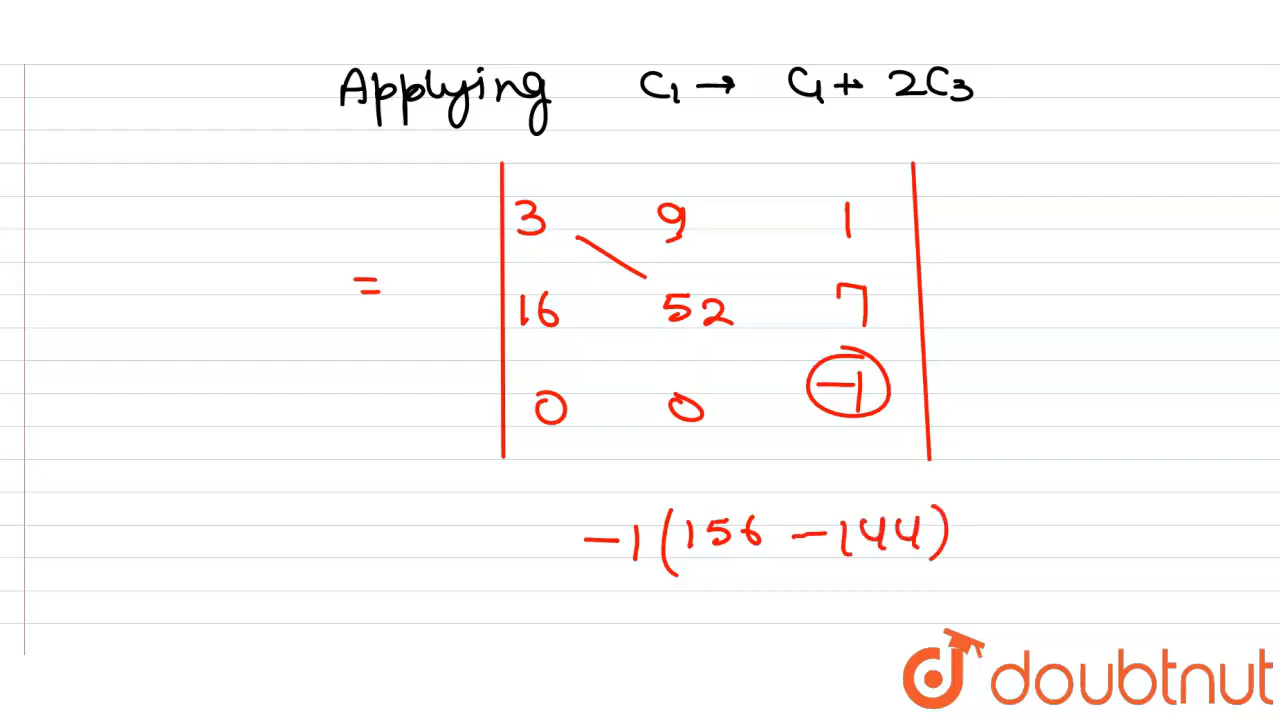 Applying C₁ → C₁ + 2C₃
3 9 1
= 16 52 7
0 0 -1
-1(156 - 144)
doubtnut